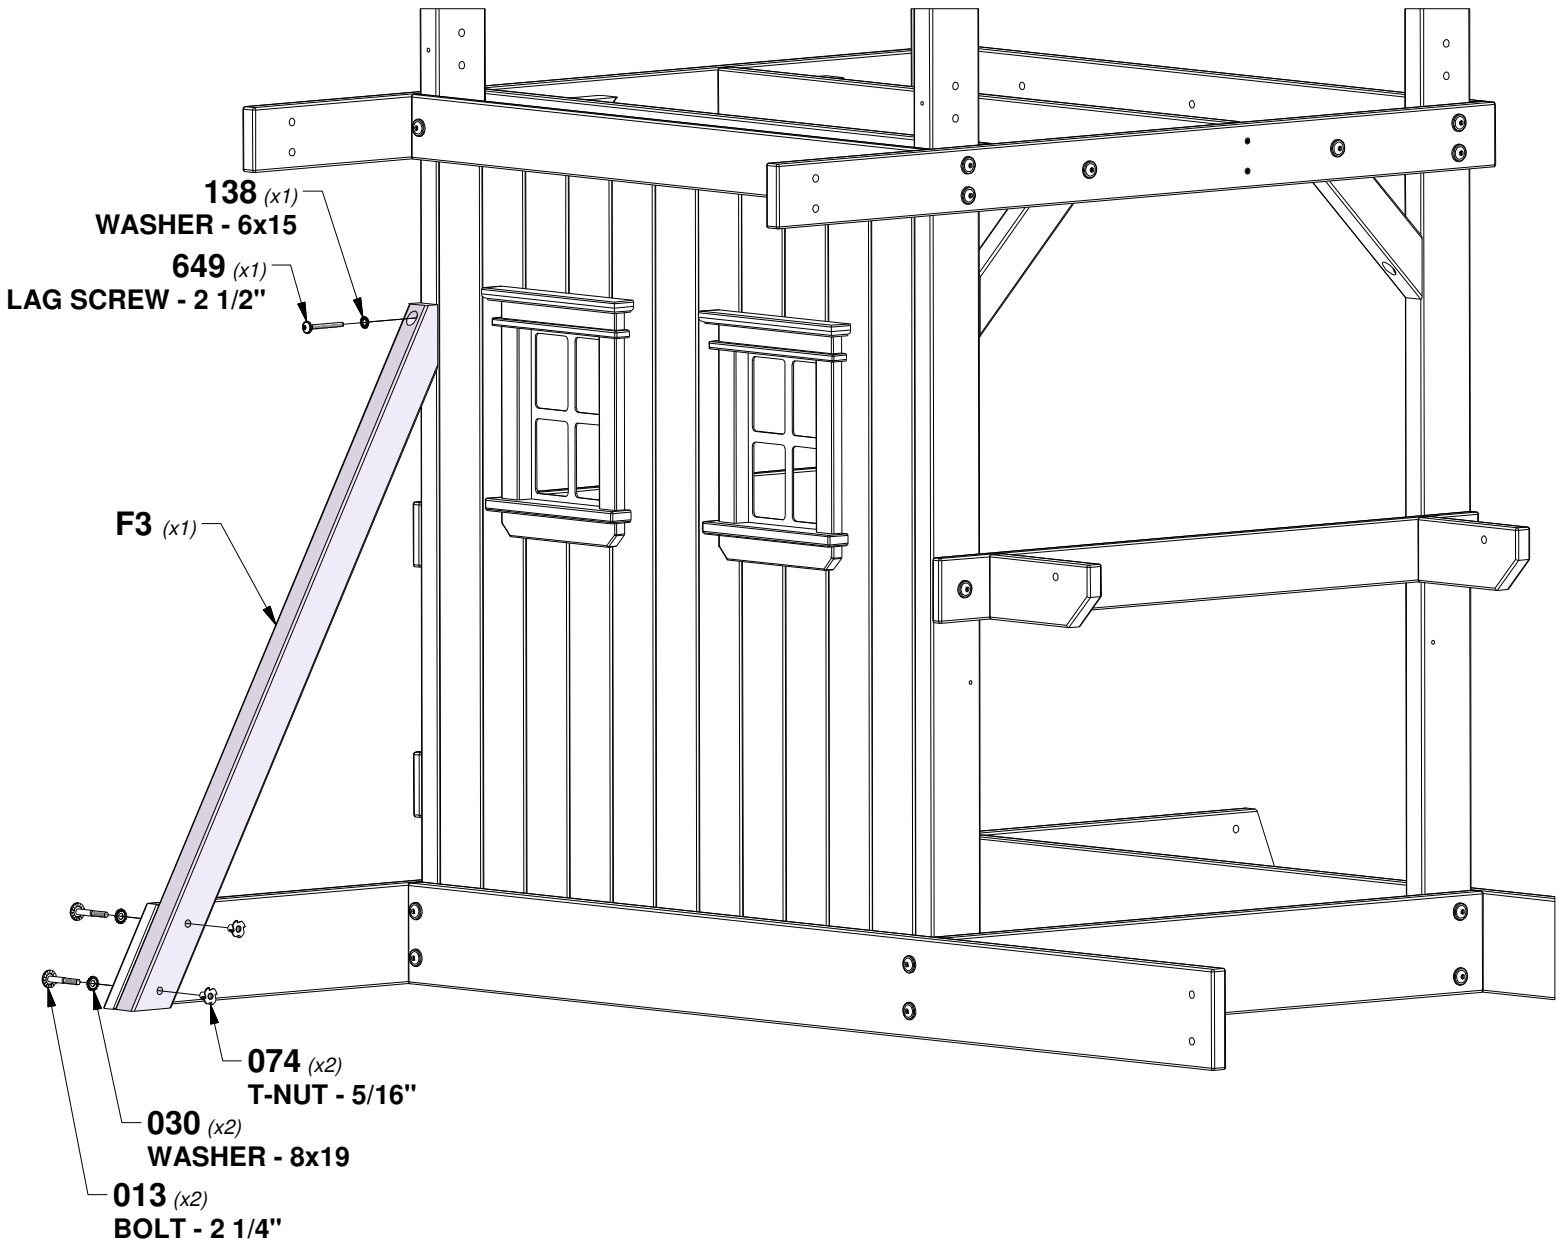 138 (x1)
WASHER - 6x15
649 (x1)
LAG SCREW - 2 1/2"
F3 (x1)
074 (x2)
T-NUT - 5/16"
030 (x2)
WASHER - 8x19
013 (x2)
BOLT - 2 1/4"